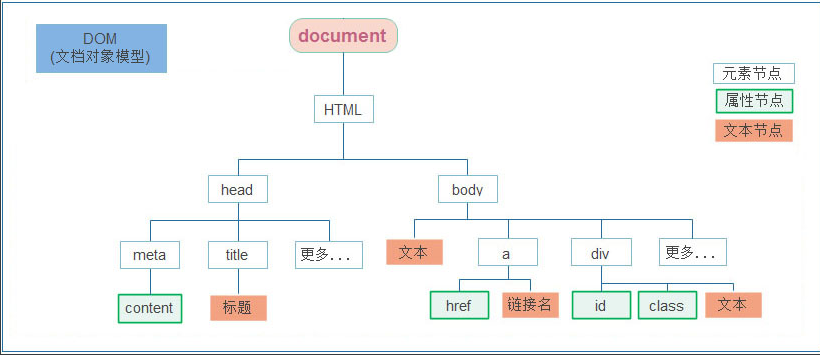 DOM
(文档对象模型)
document
元素节点
属性节点
文本节点
HTML
head
body
meta
title
更多...
文本
a
div
更多...
content
标题
href
链接名
id
class
文本